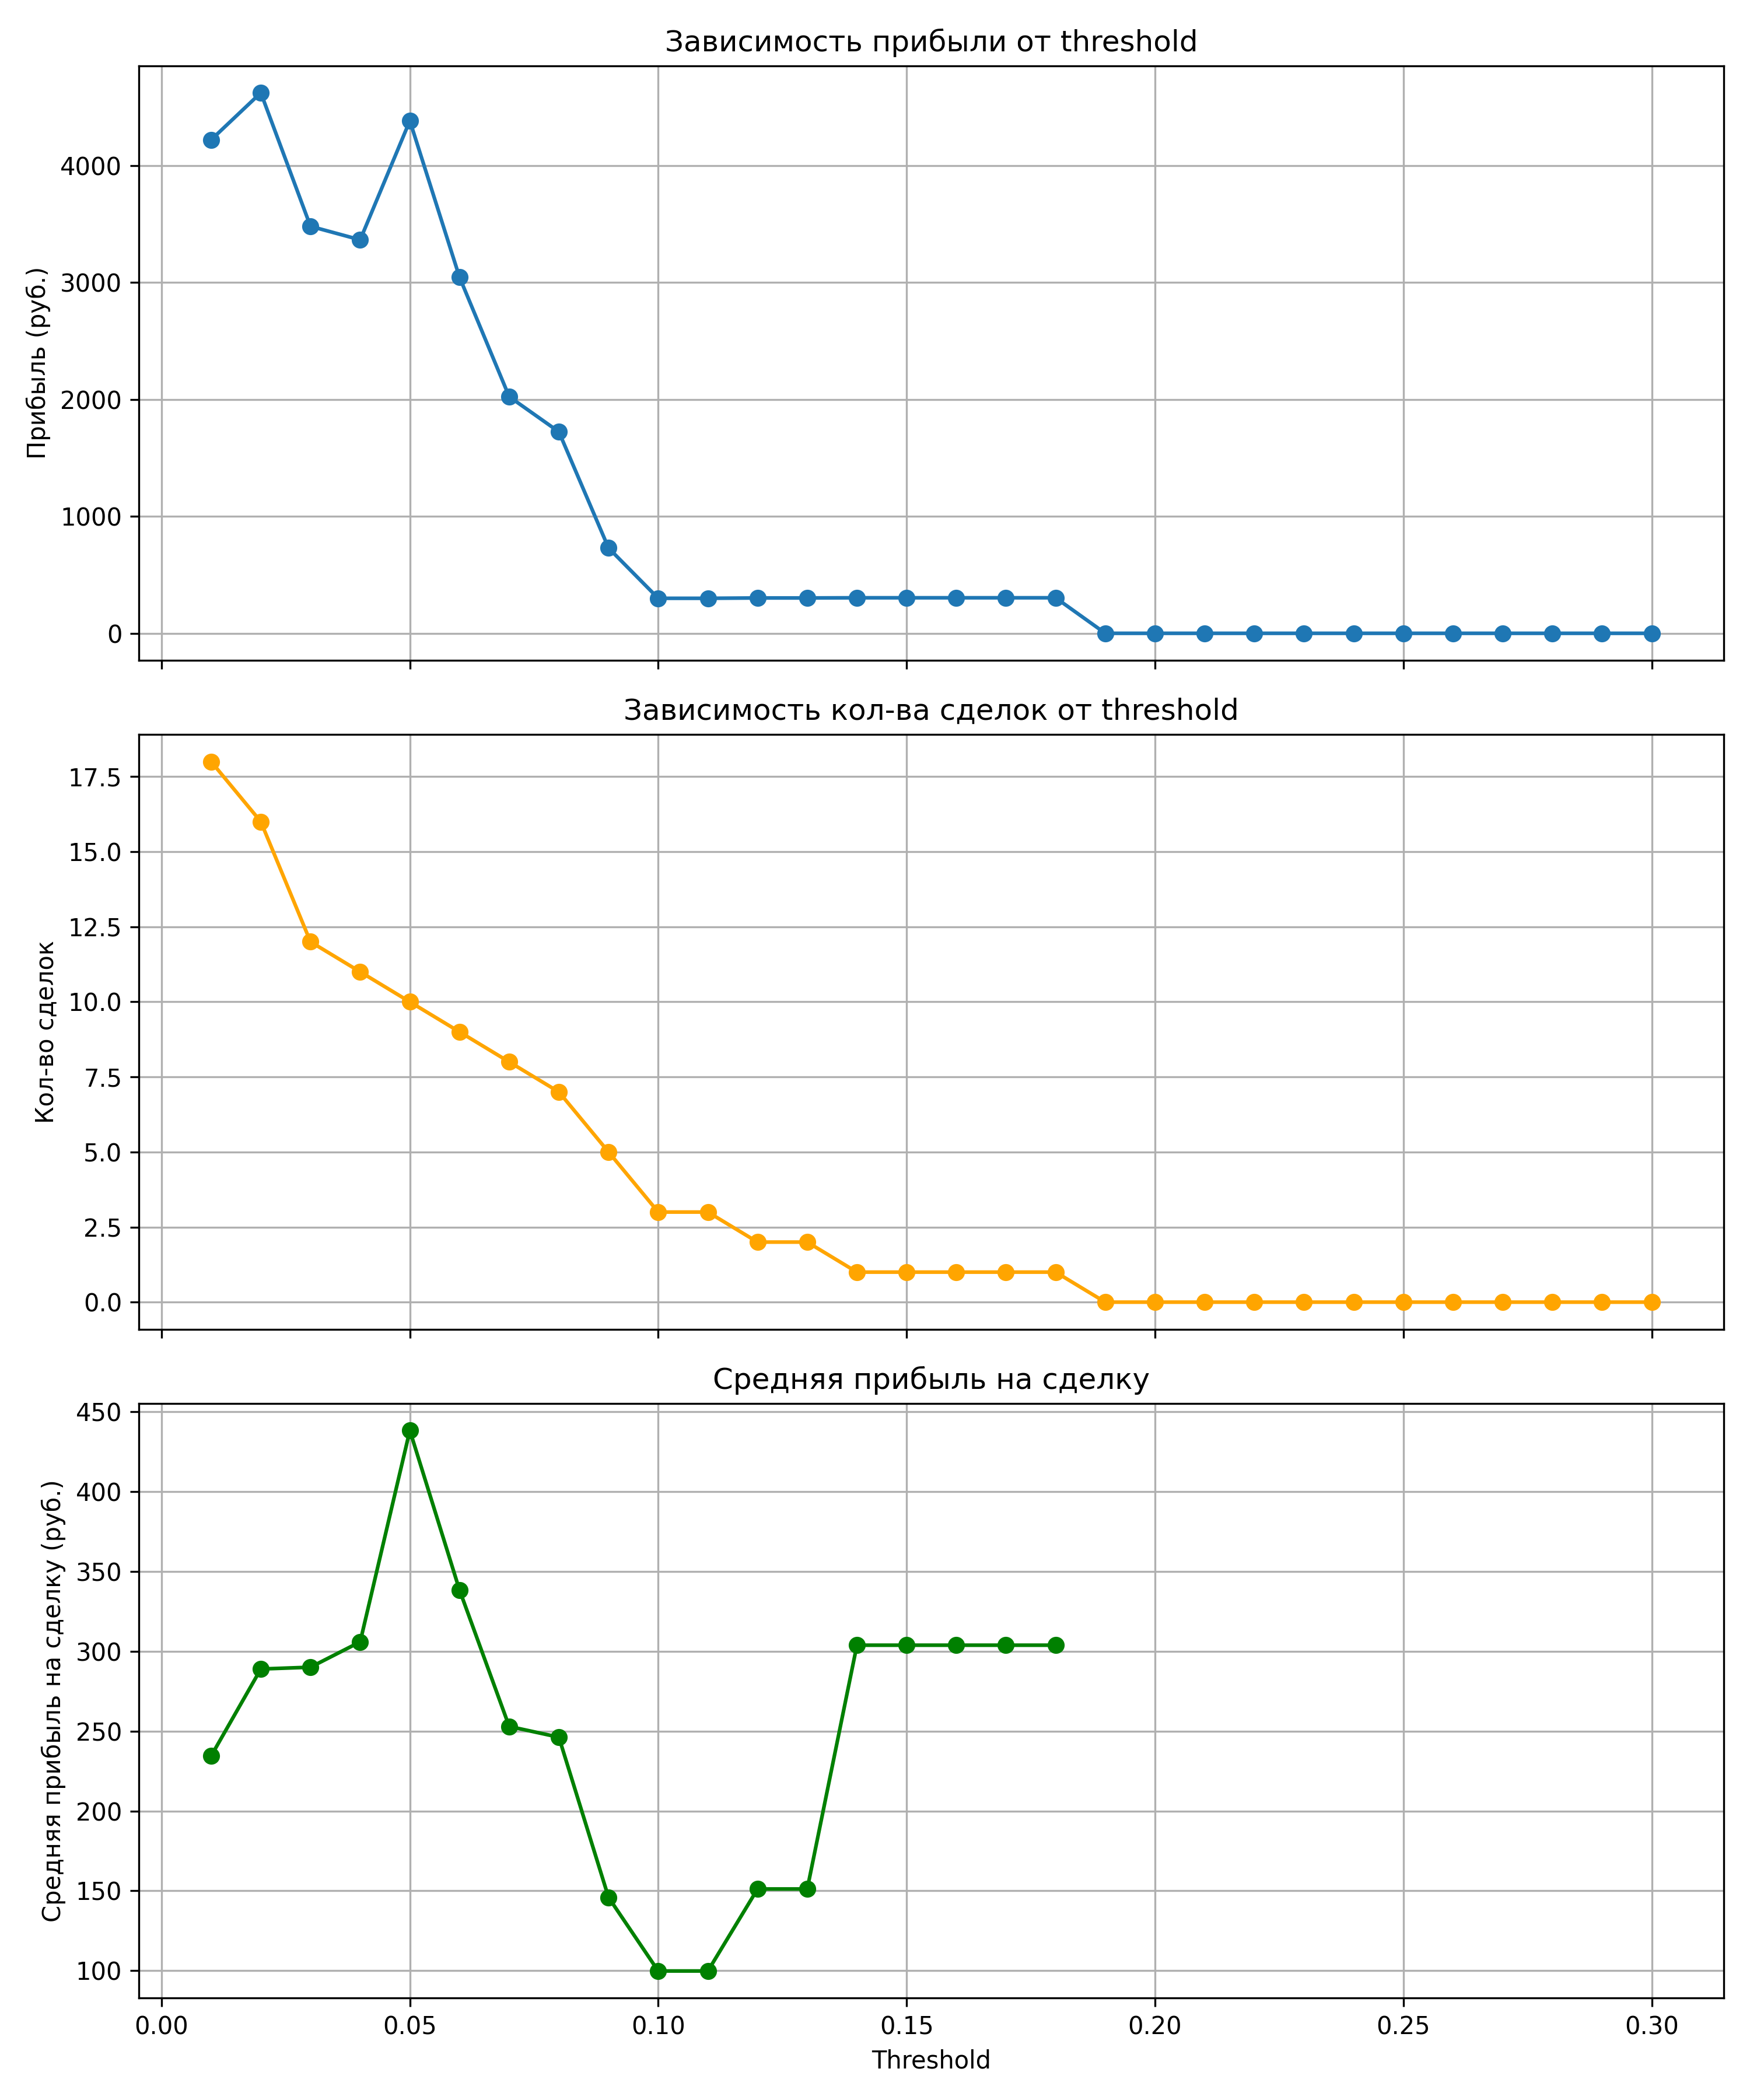 Зависимость прибыли от threshold
Прибыль (руб.)
4000
3000
2000
1000
0
Зависимость кол-ва сделок от threshold
Кол-во сделок
17.5
15.0
12.5
10.0
7.5
5.0
2.5
0.0
Средняя прибыль на сделку
Средняя прибыль на сделку (руб.)
450
400
350
300
250
200
150
100
0.00 0.05 0.10 0.15 0.20 0.25 0.30
Threshold